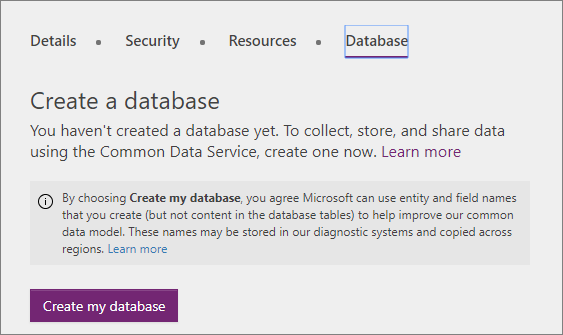 Details • Security • Resources • Database
Create a database
You haven't created a database yet. To collect, store, and share data
using the Common Data Service, create one now. Learn more
By choosing Create my database, you agree Microsoft can use entity and field names
that you create (but not content in the database tables) to help improve our common
data model. These names may be stored in our diagnostic systems and copied across
regions. Learn more
Create my database